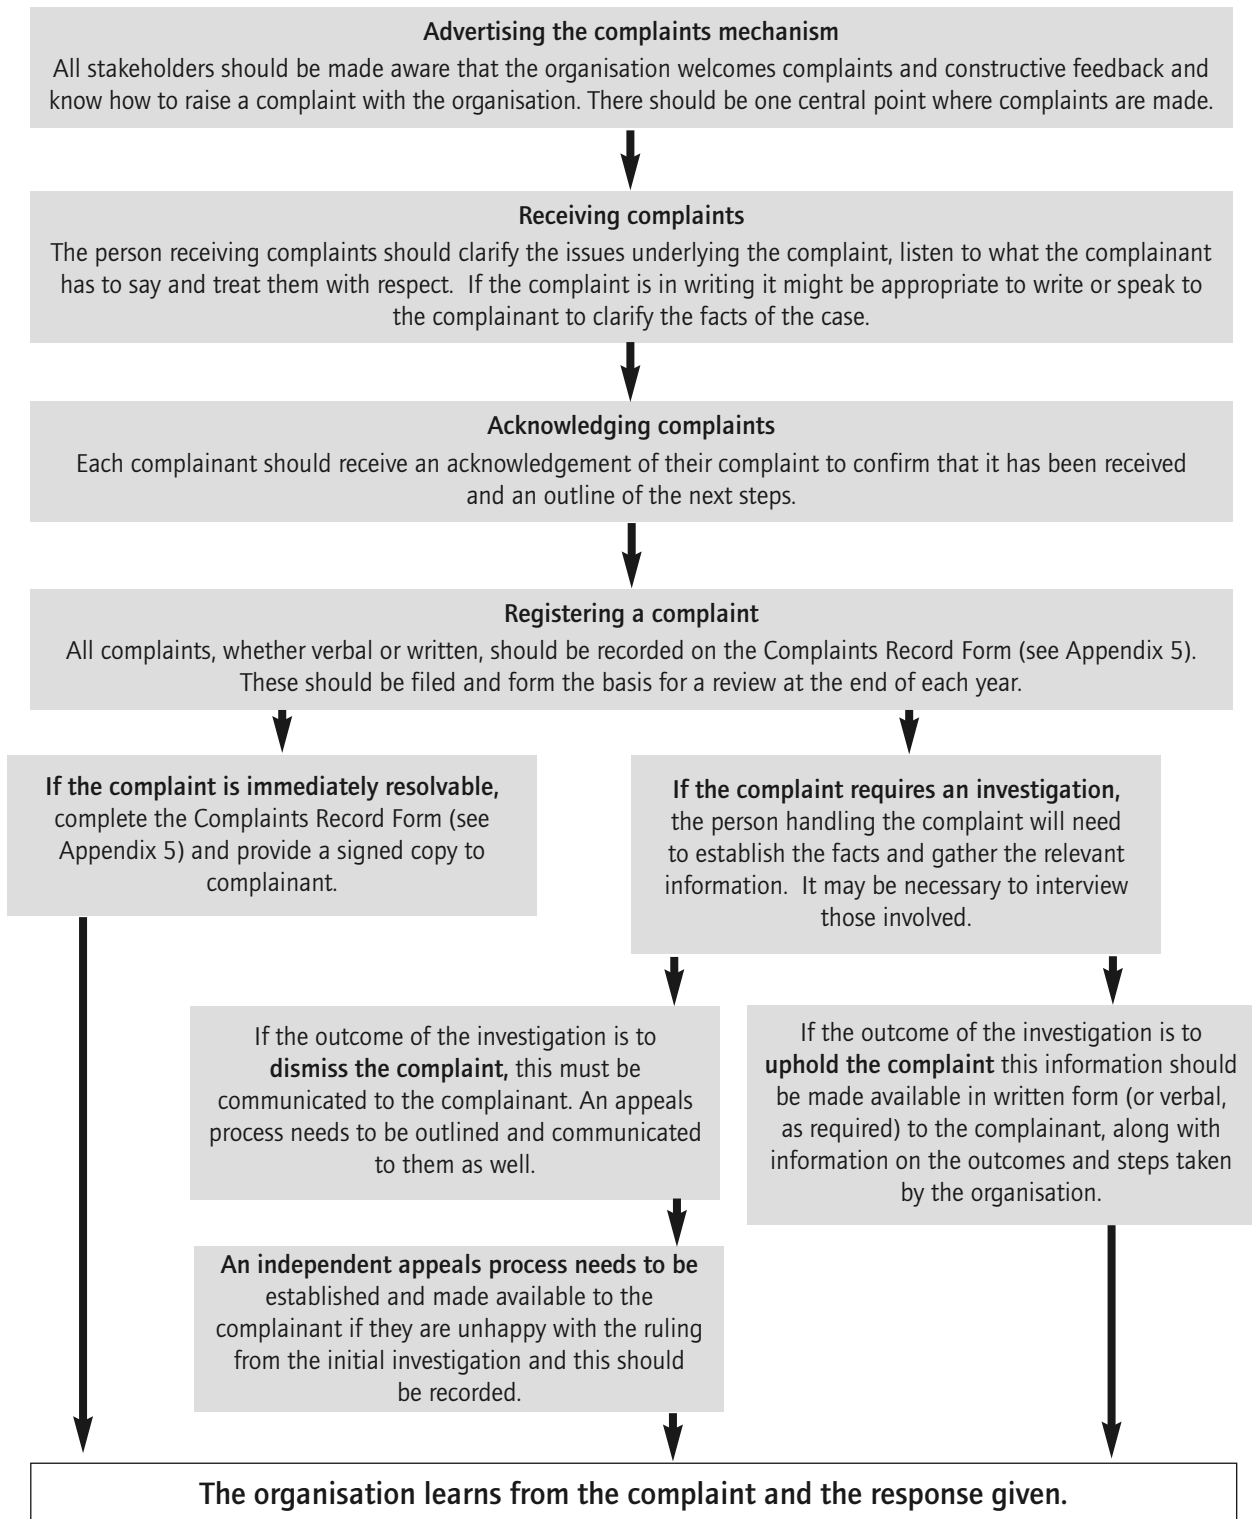 Advertising the complaints mechanism
All stakeholders should be made aware that the organisation welcomes complaints and constructive feedback and
know how to raise a complaint with the organisation. There should be one central point where complaints are made.
Receiving complaints
The person receiving complaints should clarify the issues underlying the complaint, listen to what the complainant
has to say and treat them with respect. If the complaint is in writing it might be appropriate to write or speak to
the complainant to clarify the facts of the case.
Acknowledging complaints
Each complainant should receive an acknowledgement of their complaint to confirm that it has been received
and an outline of the next steps.
Registering a complaint
All complaints, whether verbal or written, should be recorded on the Complaints Record Form (see Appendix 5).
These should be filed and form the basis for a review at the end of each year.
If the complaint is immediately resolvable,
complete the Complaints Record Form (see
Appendix 5) and provide a signed copy to
complainant.
If the complaint requires an investigation,
the person handling the complaint will need
to establish the facts and gather the relevant
information. It may be necessary to interview
those involved.
If the outcome of the investigation is to
dismiss the complaint, this must be
communicated to the complainant. An appeals
process needs to be outlined and communicated
to them as well.
If the outcome of the investigation is to
uphold the complaint this information should
be made available in written form (or verbal,
as required) to the complainant, along with
information on the outcomes and steps taken
by the organisation.
An independent appeals process needs to be
established and made available to the
complainant if they are unhappy with the ruling
from the initial investigation and this should
be recorded.
The organisation learns from the complaint and the response given.